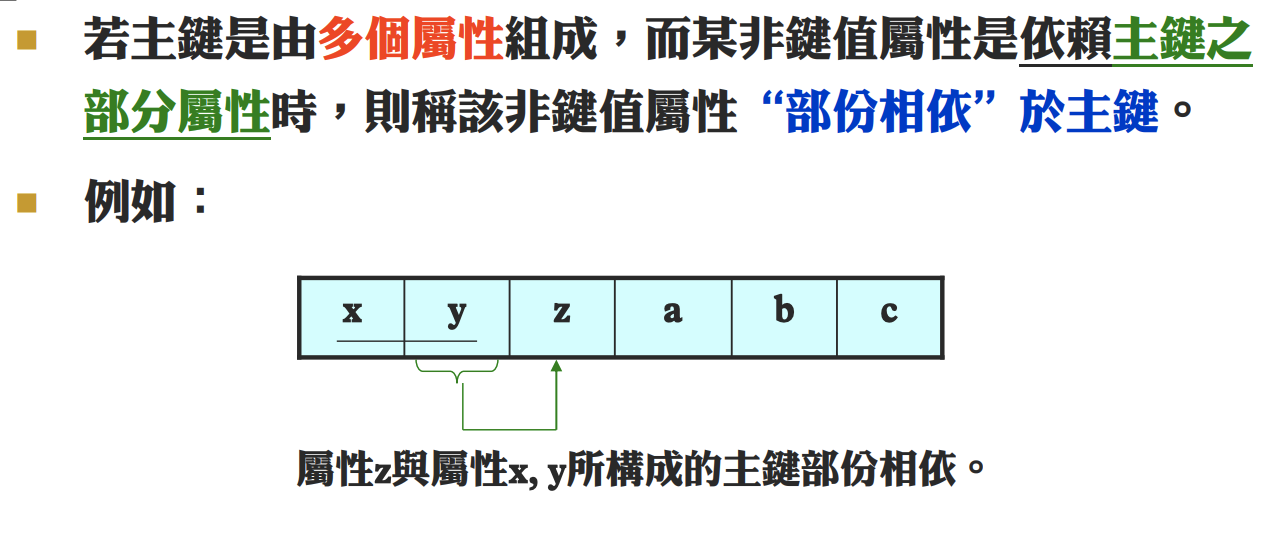 若主鍵是由多個屬性組成，而某非鍵值屬性是依賴主鍵之
部分屬性時，則稱該非鍵值屬性“部份相依”於主鍵。
例如：
x y z a b c
屬性z與屬性x, y所構成的主鍵部份相依。